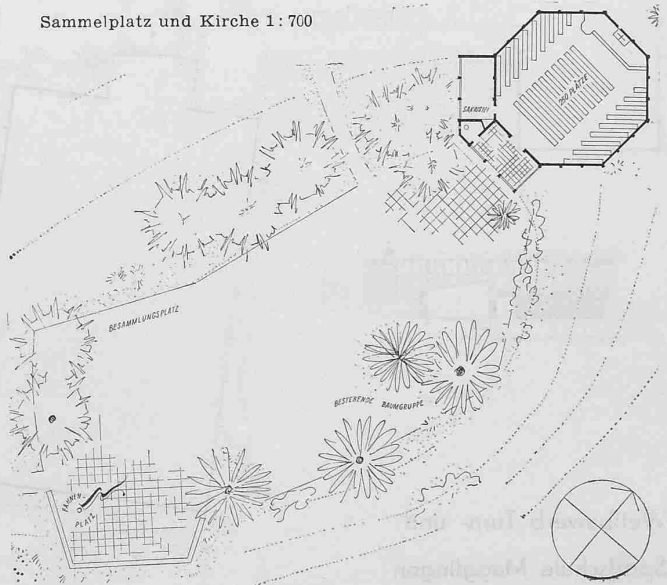 Sammelplatz und Kirche 1:700
SAKRISTEI
250 PLÄTZE
BESAMMLUNGSPLATZ
BESTEHENDE BAUMGRUPPE
FAHNEN-
PLATZ